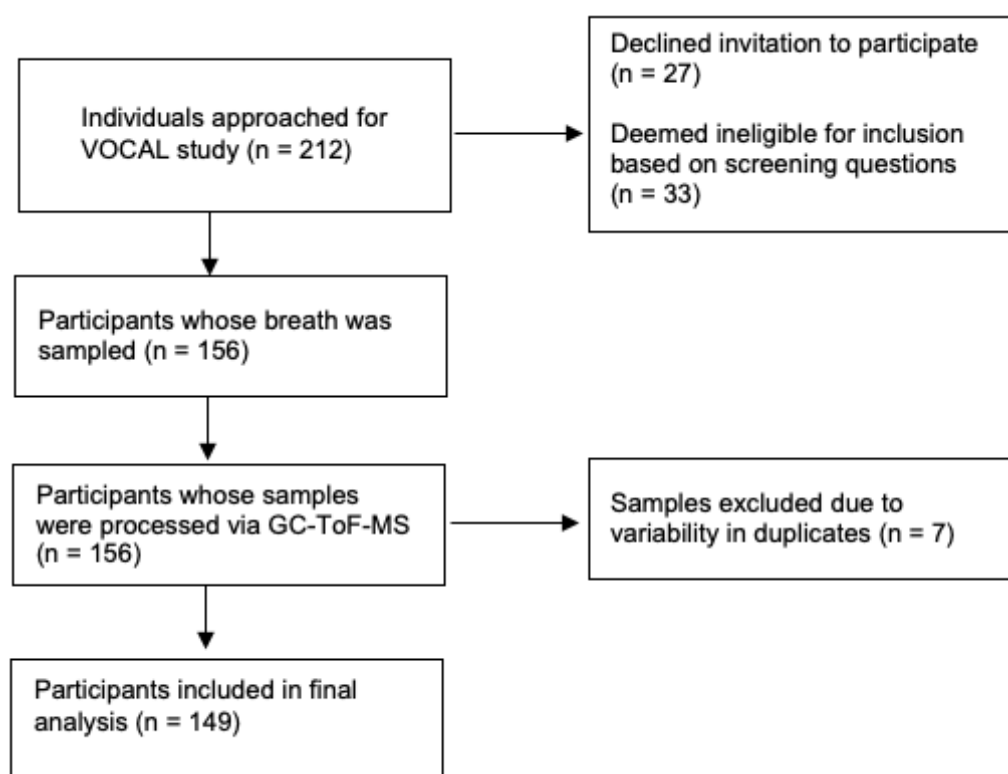 Individuals approached for
VOCAL study (n = 212)
Declined invitation to participate
(n = 27)
Deemed ineligible for inclusion
based on screening questions
(n = 33)
Participants whose breath was
sampled (n = 156)
Participants whose samples
were processed via GC-ToF-MS
(n = 156)
Samples excluded due to
variability in duplicates (n = 7)
Participants included in final
analysis (n = 149)